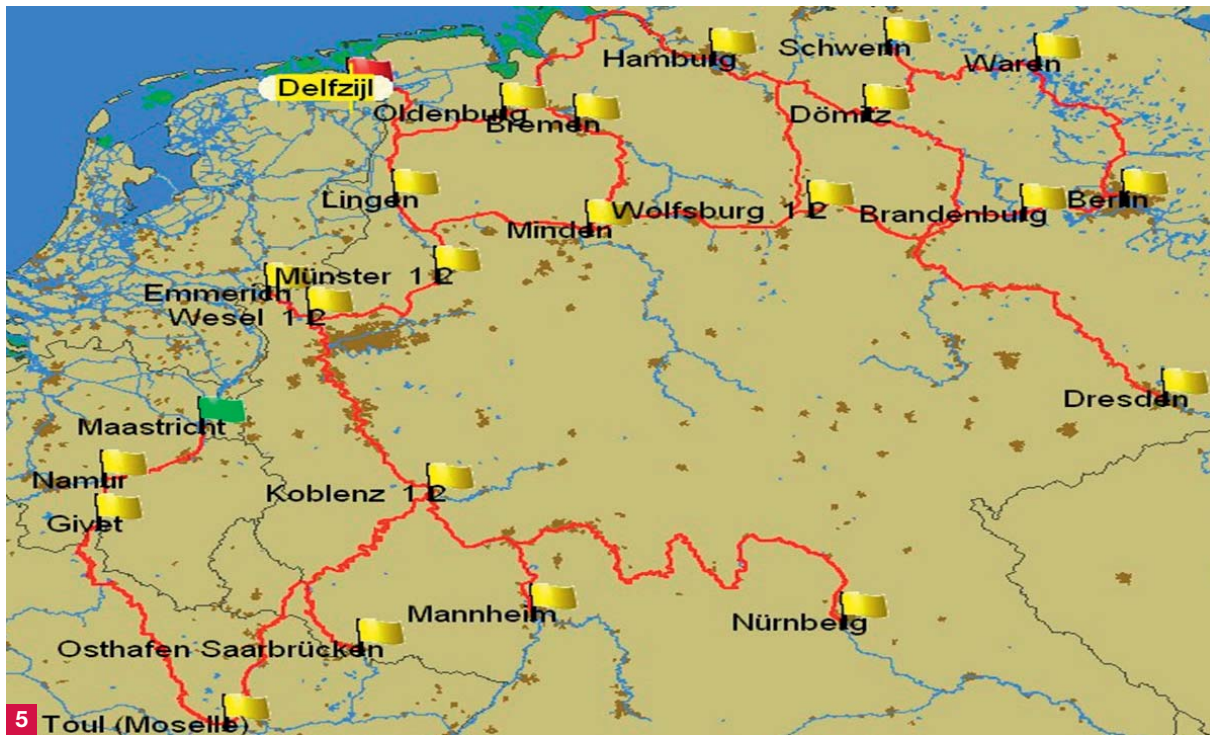 Hamburg
Schwerin
Waren
Delfzijl
Oldenburg
Bremen
Dömitz
Lingen
Minden
Wolfsburg 1 2
Brandenburg
Berlin
Münster 1 2
Emmerich
Wesel 1 2
Dresden
Maastricht
Namur
Koblenz 1 2
Givet
Mannheim
Nürnberg
Osthafen Saarbrücken
5
Toul (Moselle)